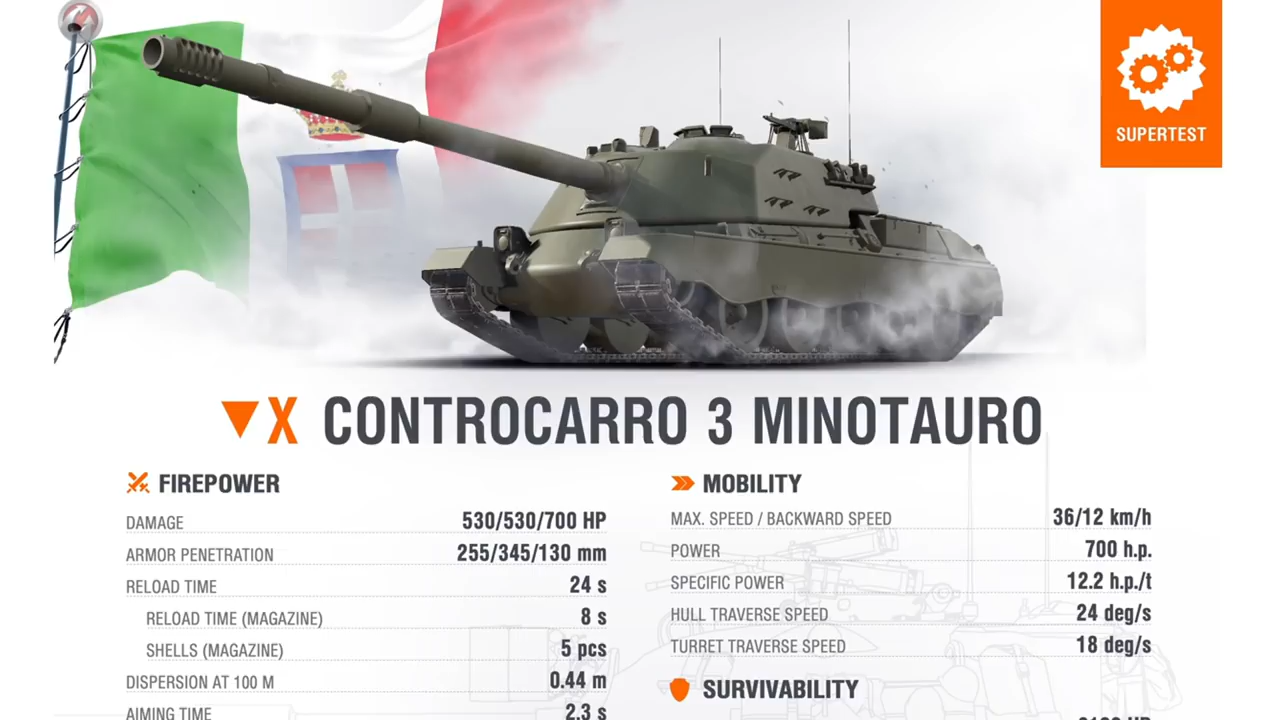 SUPERTEST
▼X CONTROCARRO 3 MINOTAURO
FIREPOWER
DAMAGE 530/530/700 HP
ARMOR PENETRATION 255/345/130 mm
RELOAD TIME 24 s
RELOAD TIME (MAGAZINE) 8 s
SHELLS (MAGAZINE) 5 pcs
DISPERSION AT 100 M 0.44 m
AIMING TIME 2.3 s
MOBILITY
MAX. SPEED / BACKWARD SPEED 36/12 km/h
POWER 700 h.p.
SPECIFIC POWER 12.2 h.p./t
HULL TRAVERSE SPEED 24 deg/s
TURRET TRAVERSE SPEED 18 deg/s
SURVIVABILITY